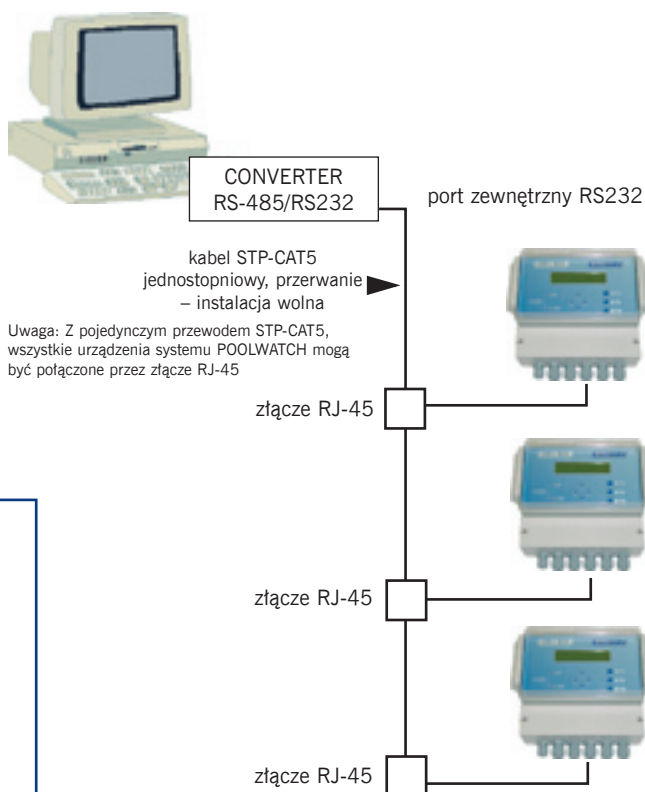 CONVERTER
RS-485/RS232
port zewnętrzny RS232
kabel STP-CAT5
jednostopniowy, przerwanie
– instalacja wolna
Uwaga: Z pojedynczym przewodem STP-CAT5,
wszystkie urządzenia systemu POOLWATCH mogą
być połączone przez złącze RJ-45
złącze RJ-45
złącze RJ-45
złącze RJ-45